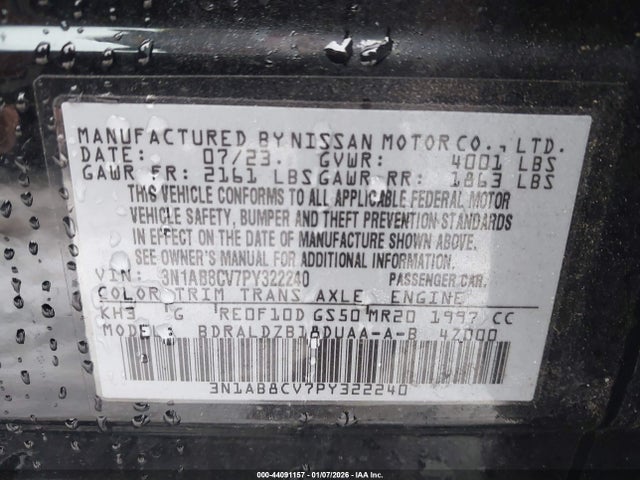 MANUFACTURED BY NISSAN MOTOR CO., LTD.
DATE: 07/23. GVWR: 4001 LBS
GAWR FR: 2161 LBS GAWR RR: 1863 LBS
THIS VEHICLE CONFORMS TO ALL APPLICABLE FEDERAL MOTOR
VEHICLE SAFETY, BUMPER AND THEFT PREVENTION STANDARDS
IN EFFECT ON THE DATE OF MANUFACTURE SHOWN ABOVE.
SEE OWNER'S MANUAL FOR ADDITIONAL INFORMATION.
VIN: 3N1AB8CV7PY322240 PASSENGER CAR.
COLOR TRIM TRANS AXLE ENGINE
KH3 G RE0F10D GS50 MR20 1997 CC
MODEL: BDRALDZB18DUAA-A-B 4Z000
3N1AB8CV7PY322240
000-44091157 - 01/07/2026 - IAA Inc.